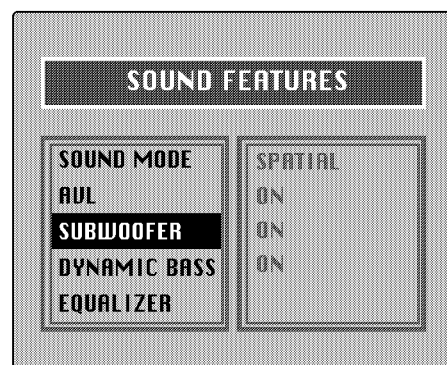 SOUND FEATURES
SOUND MODE SPATIAL
AVL ON
SUBWOOFER ON
DYNAMIC BASS ON
EQUALIZER